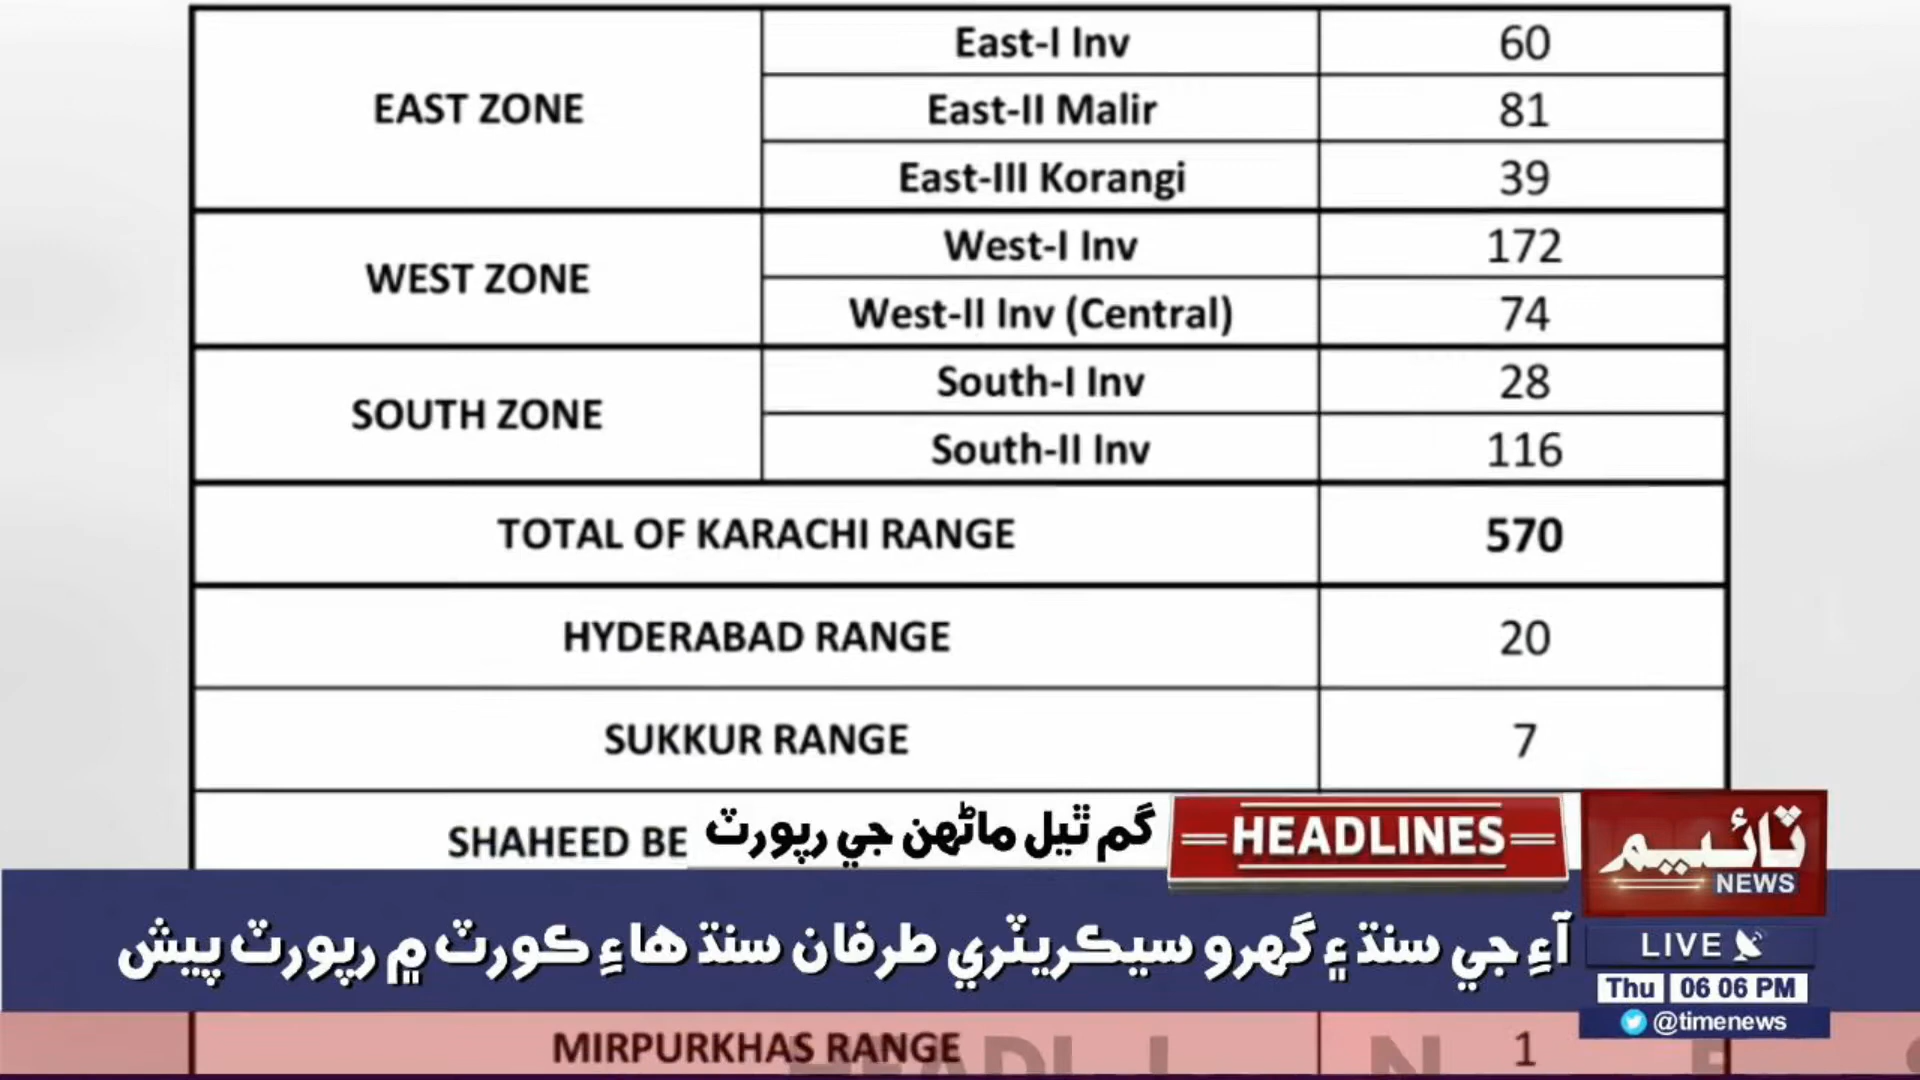 EAST ZONE
East-I Inv 60
East-II Malir 81
East-III Korangi 39
WEST ZONE
West-I Inv 172
West-II Inv (Central) 74
SOUTH ZONE
South-I Inv 28
South-II Inv 116
TOTAL OF KARACHI RANGE 570
HYDERABAD RANGE 20
SUKKUR RANGE 7
SHAHEED BE
گم ٿيل ماڻهن جي رپورٽ
HEADLINES
ٽائيم
NEWS
آءِ جي سنڌ ۽ گهرو سيڪريٽري طرفان سنڌ هاءِ ڪورٽ ۾ رپورٽ پيش
LIVE
Thu 06 06 PM
@timenews
MIRPURKHAS RANGE 1